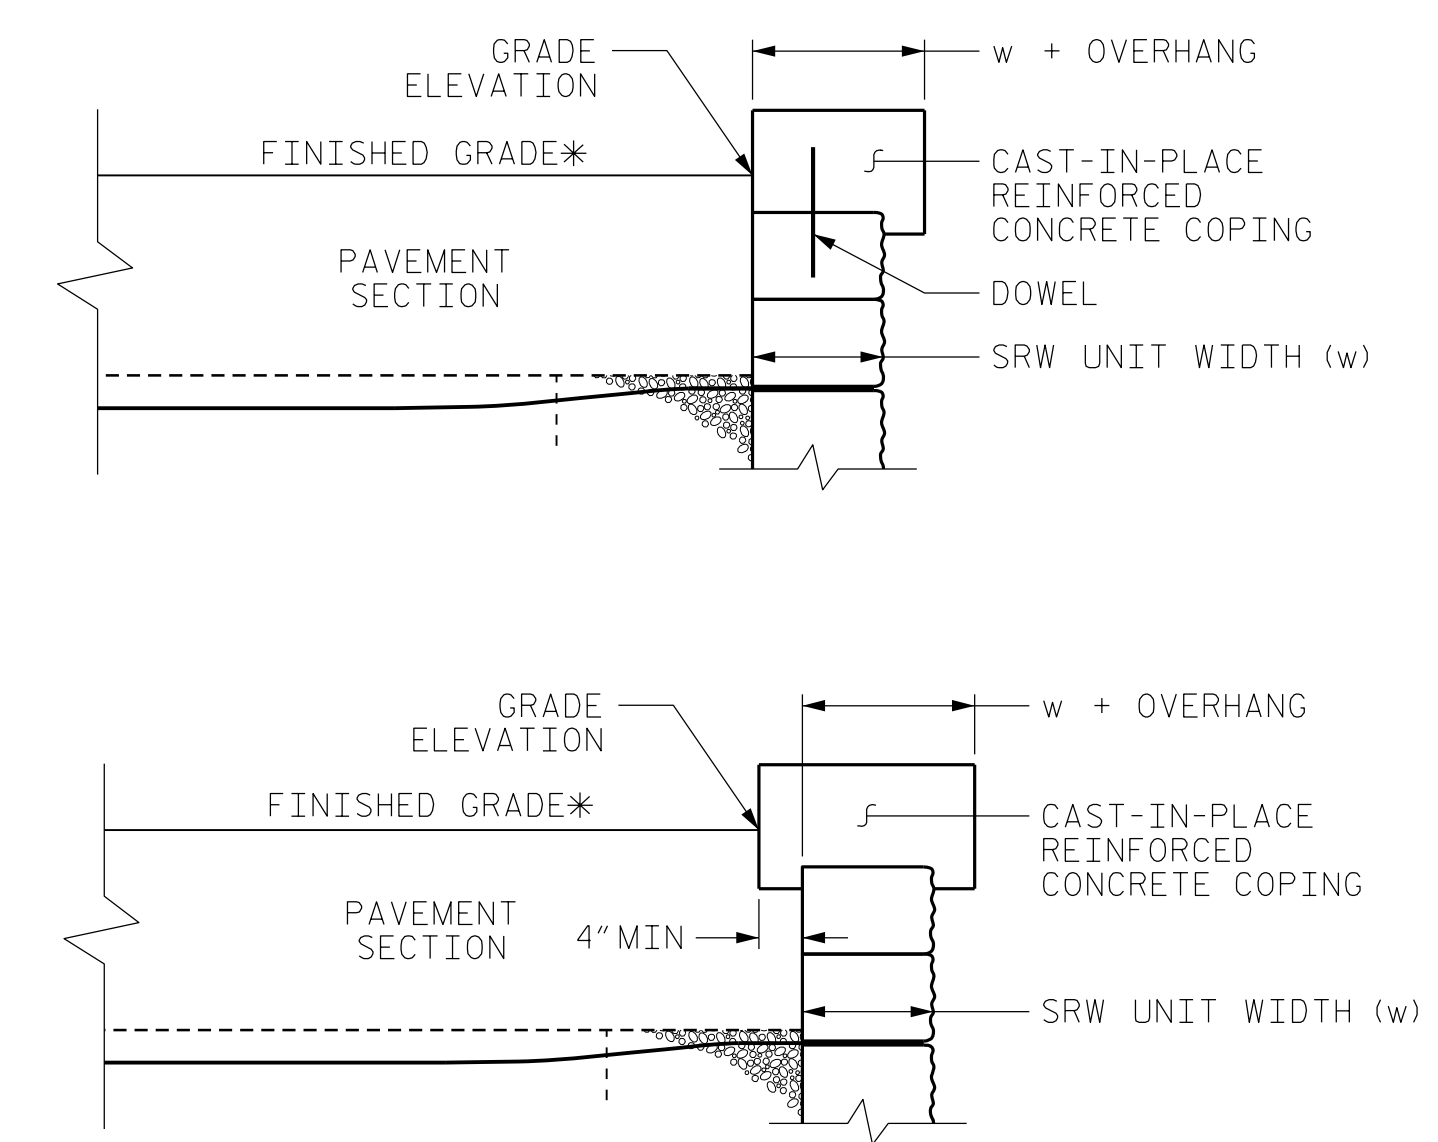 GRADE
ELEVATION
w + OVERHANG
FINISHED GRADE*
CAST-IN-PLACE
REINFORCED
CONCRETE COPING
PAVEMENT
SECTION
DOWEL
SRW UNIT WIDTH (w)
GRADE
ELEVATION
w + OVERHANG
FINISHED GRADE*
CAST-IN-PLACE
REINFORCED
CONCRETE COPING
PAVEMENT
SECTION
4" MIN
SRW UNIT WIDTH (w)